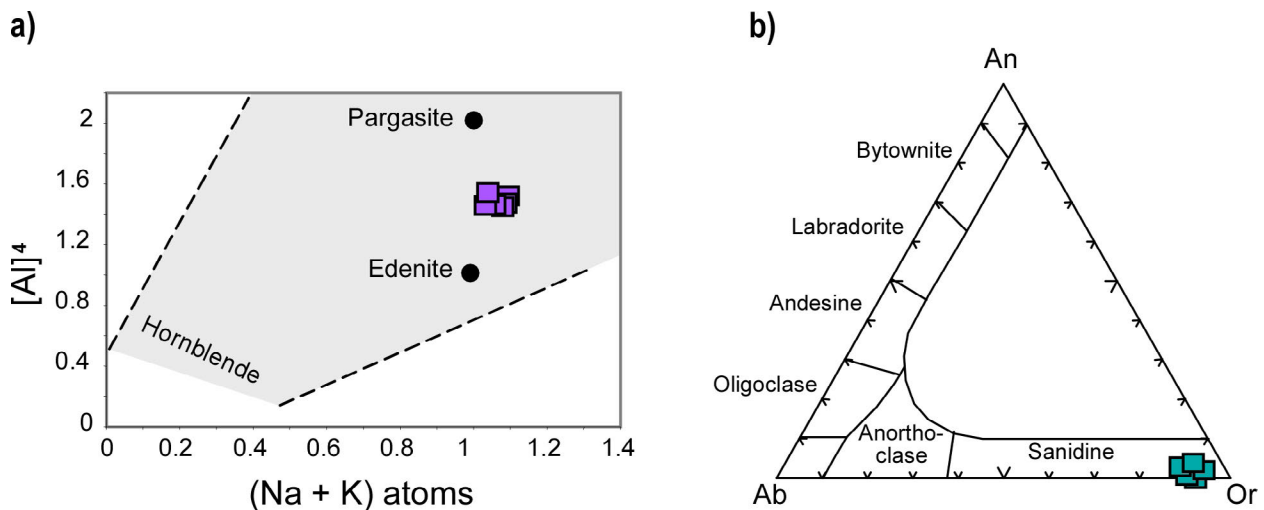 a)
[Al]⁴
2
1.6
1.2
0.8
0.4
0
Pargasite
Edenite
Hornblende
0 0.2 0.4 0.6 0.8 1 1.2 1.4
(Na + K) atoms
b)
An
Bytownite
Labradorite
Andesine
Oligoclase
Anortho-
clase
Sanidine
Ab
Or